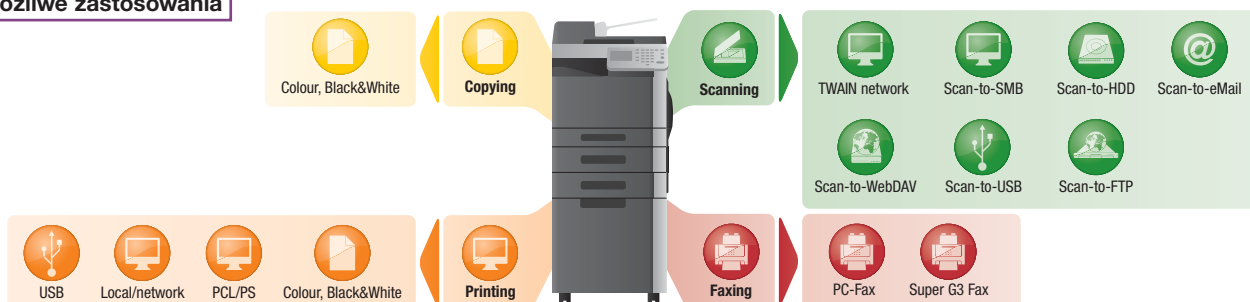 zastosowania
Colour, Black&White
Copying
Scanning
TWAIN network
Scan-to-SMB
Scan-to-HDD
Scan-to-eMail
Scan-to-WebDAV
Scan-to-USB
Scan-to-FTP
USB
Local/network
PCL/PS
Colour, Black&White
Printing
Faxing
PC-Fax
Super G3 Fax